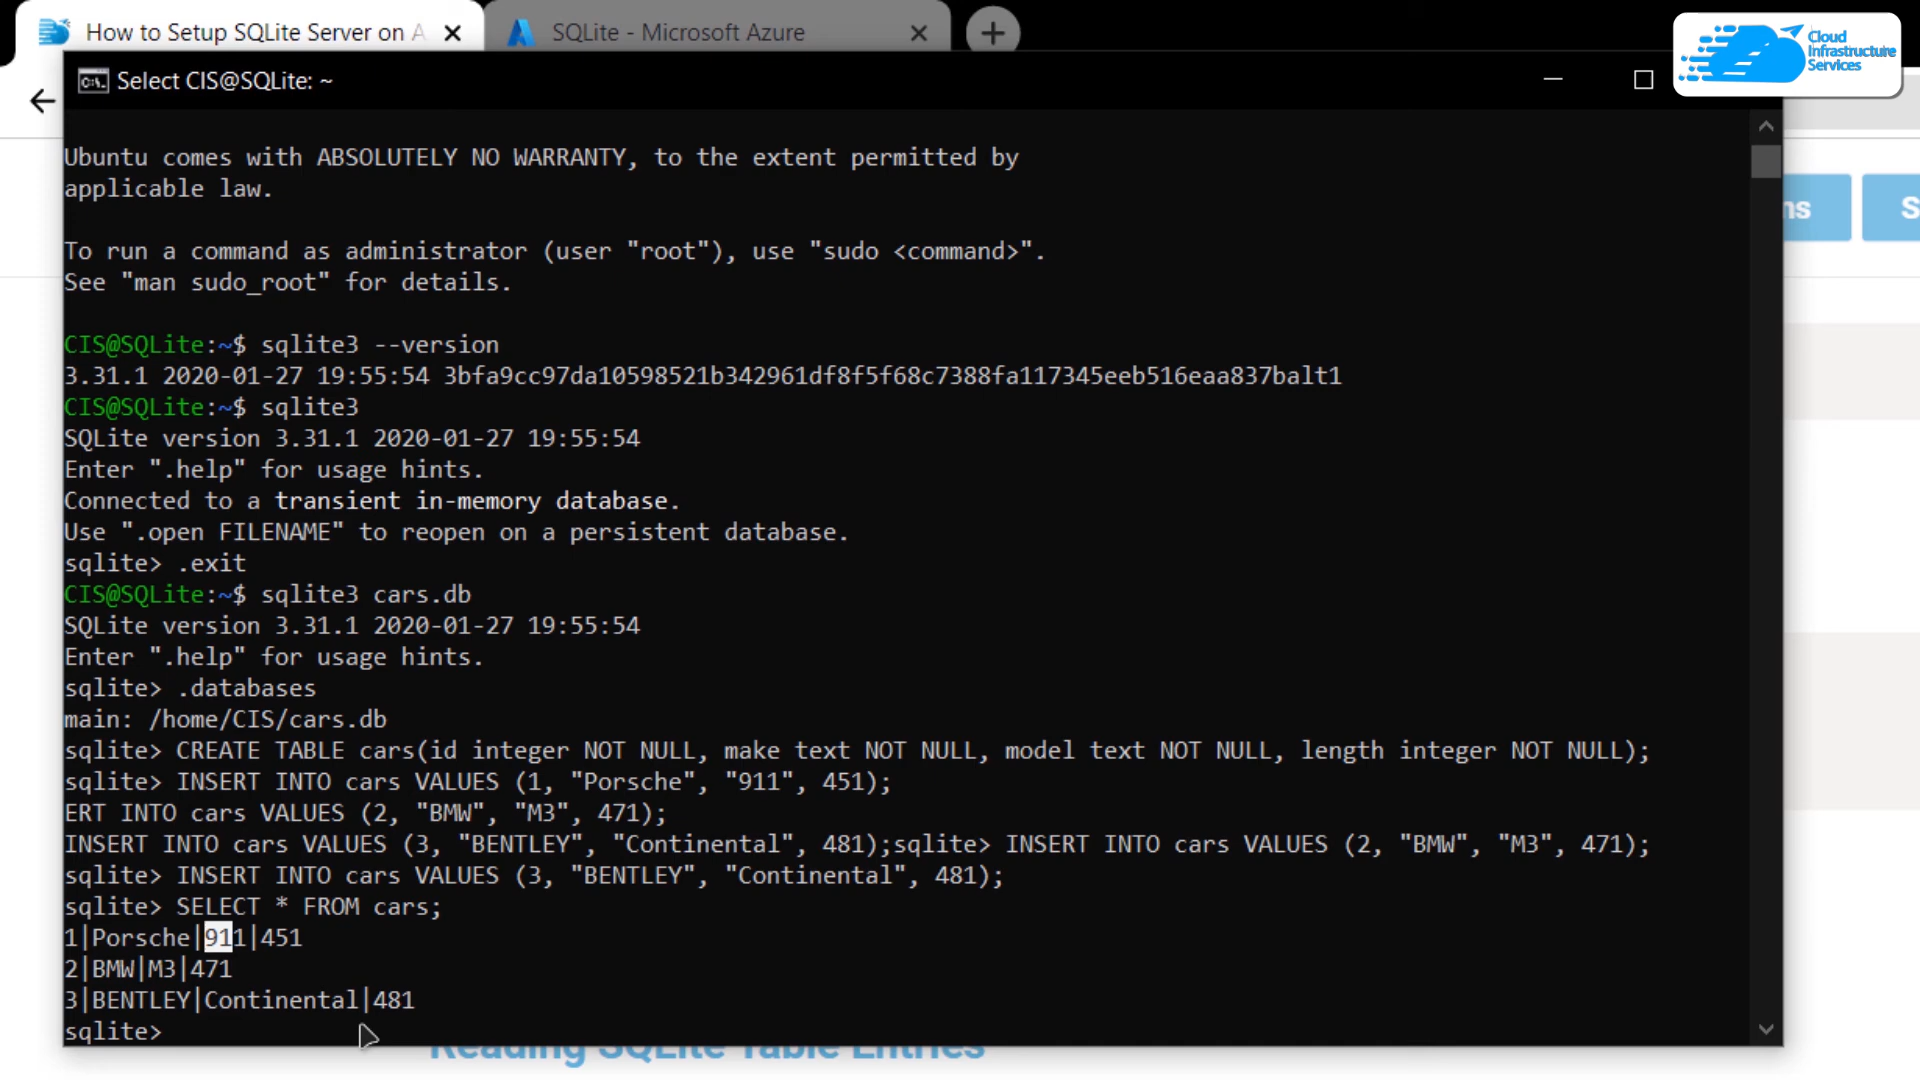 How to Setup SQLite Server on A
SQLite - Microsoft Azure
Cloud
Infrastructure
Services
Select CIS@SQLite: ~
Ubuntu comes with ABSOLUTELY NO WARRANTY, to the extent permitted by
applicable law.
To run a command as administrator (user "root"), use "sudo <command>".
See "man sudo_root" for details.
CIS@SQLite:~$ sqlite3 --version
3.31.1 2020-01-27 19:55:54 3bfa9cc97da10598521b342961df8f5f68c7388fa117345eeb516eaa837balt1
CIS@SQLite:~$ sqlite3
SQLite version 3.31.1 2020-01-27 19:55:54
Enter ".help" for usage hints.
Connected to a transient in-memory database.
Use ".open FILENAME" to reopen on a persistent database.
sqlite> .exit
CIS@SQLite:~$ sqlite3 cars.db
SQLite version 3.31.1 2020-01-27 19:55:54
Enter ".help" for usage hints.
sqlite> .databases
main: /home/CIS/cars.db
sqlite> CREATE TABLE cars(id integer NOT NULL, make text NOT NULL, model text NOT NULL, length integer NOT NULL);
sqlite> INSERT INTO cars VALUES (1, "Porsche", "911", 451);
ERT INTO cars VALUES (2, "BMW", "M3", 471);
INSERT INTO cars VALUES (3, "BENTLEY", "Continental", 481);sqlite> INSERT INTO cars VALUES (2, "BMW", "M3", 471);
sqlite> INSERT INTO cars VALUES (3, "BENTLEY", "Continental", 481);
sqlite> SELECT * FROM cars;
1|Porsche|911|451
2|BMW|M3|471
3|BENTLEY|Continental|481
sqlite>
Reading SQLite Table Entries